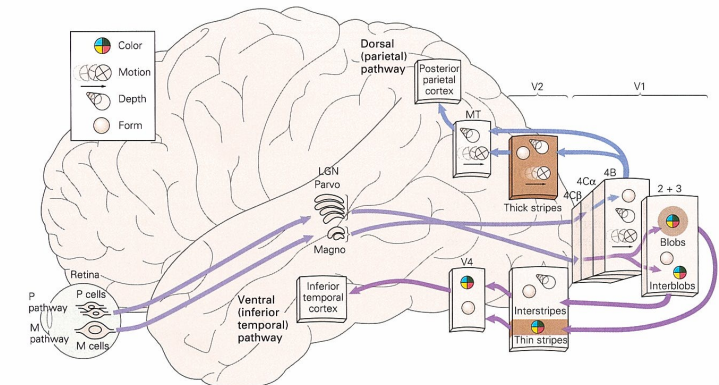 Color
Motion
Depth
Form
Dorsal
(parietal)
pathway
Posterior
parietal
cortex
V2
V1
MT
Thick stripes
4Cβ
4Cα
4B
2 + 3
Blobs
Interblobs
LGN
Parvo
Magno
Retina
P cells
P
pathway
M
pathway
M cells
Ventral
(inferior
temporal)
pathway
Inferior
temporal
cortex
V4
Interstripes
Thin stripes